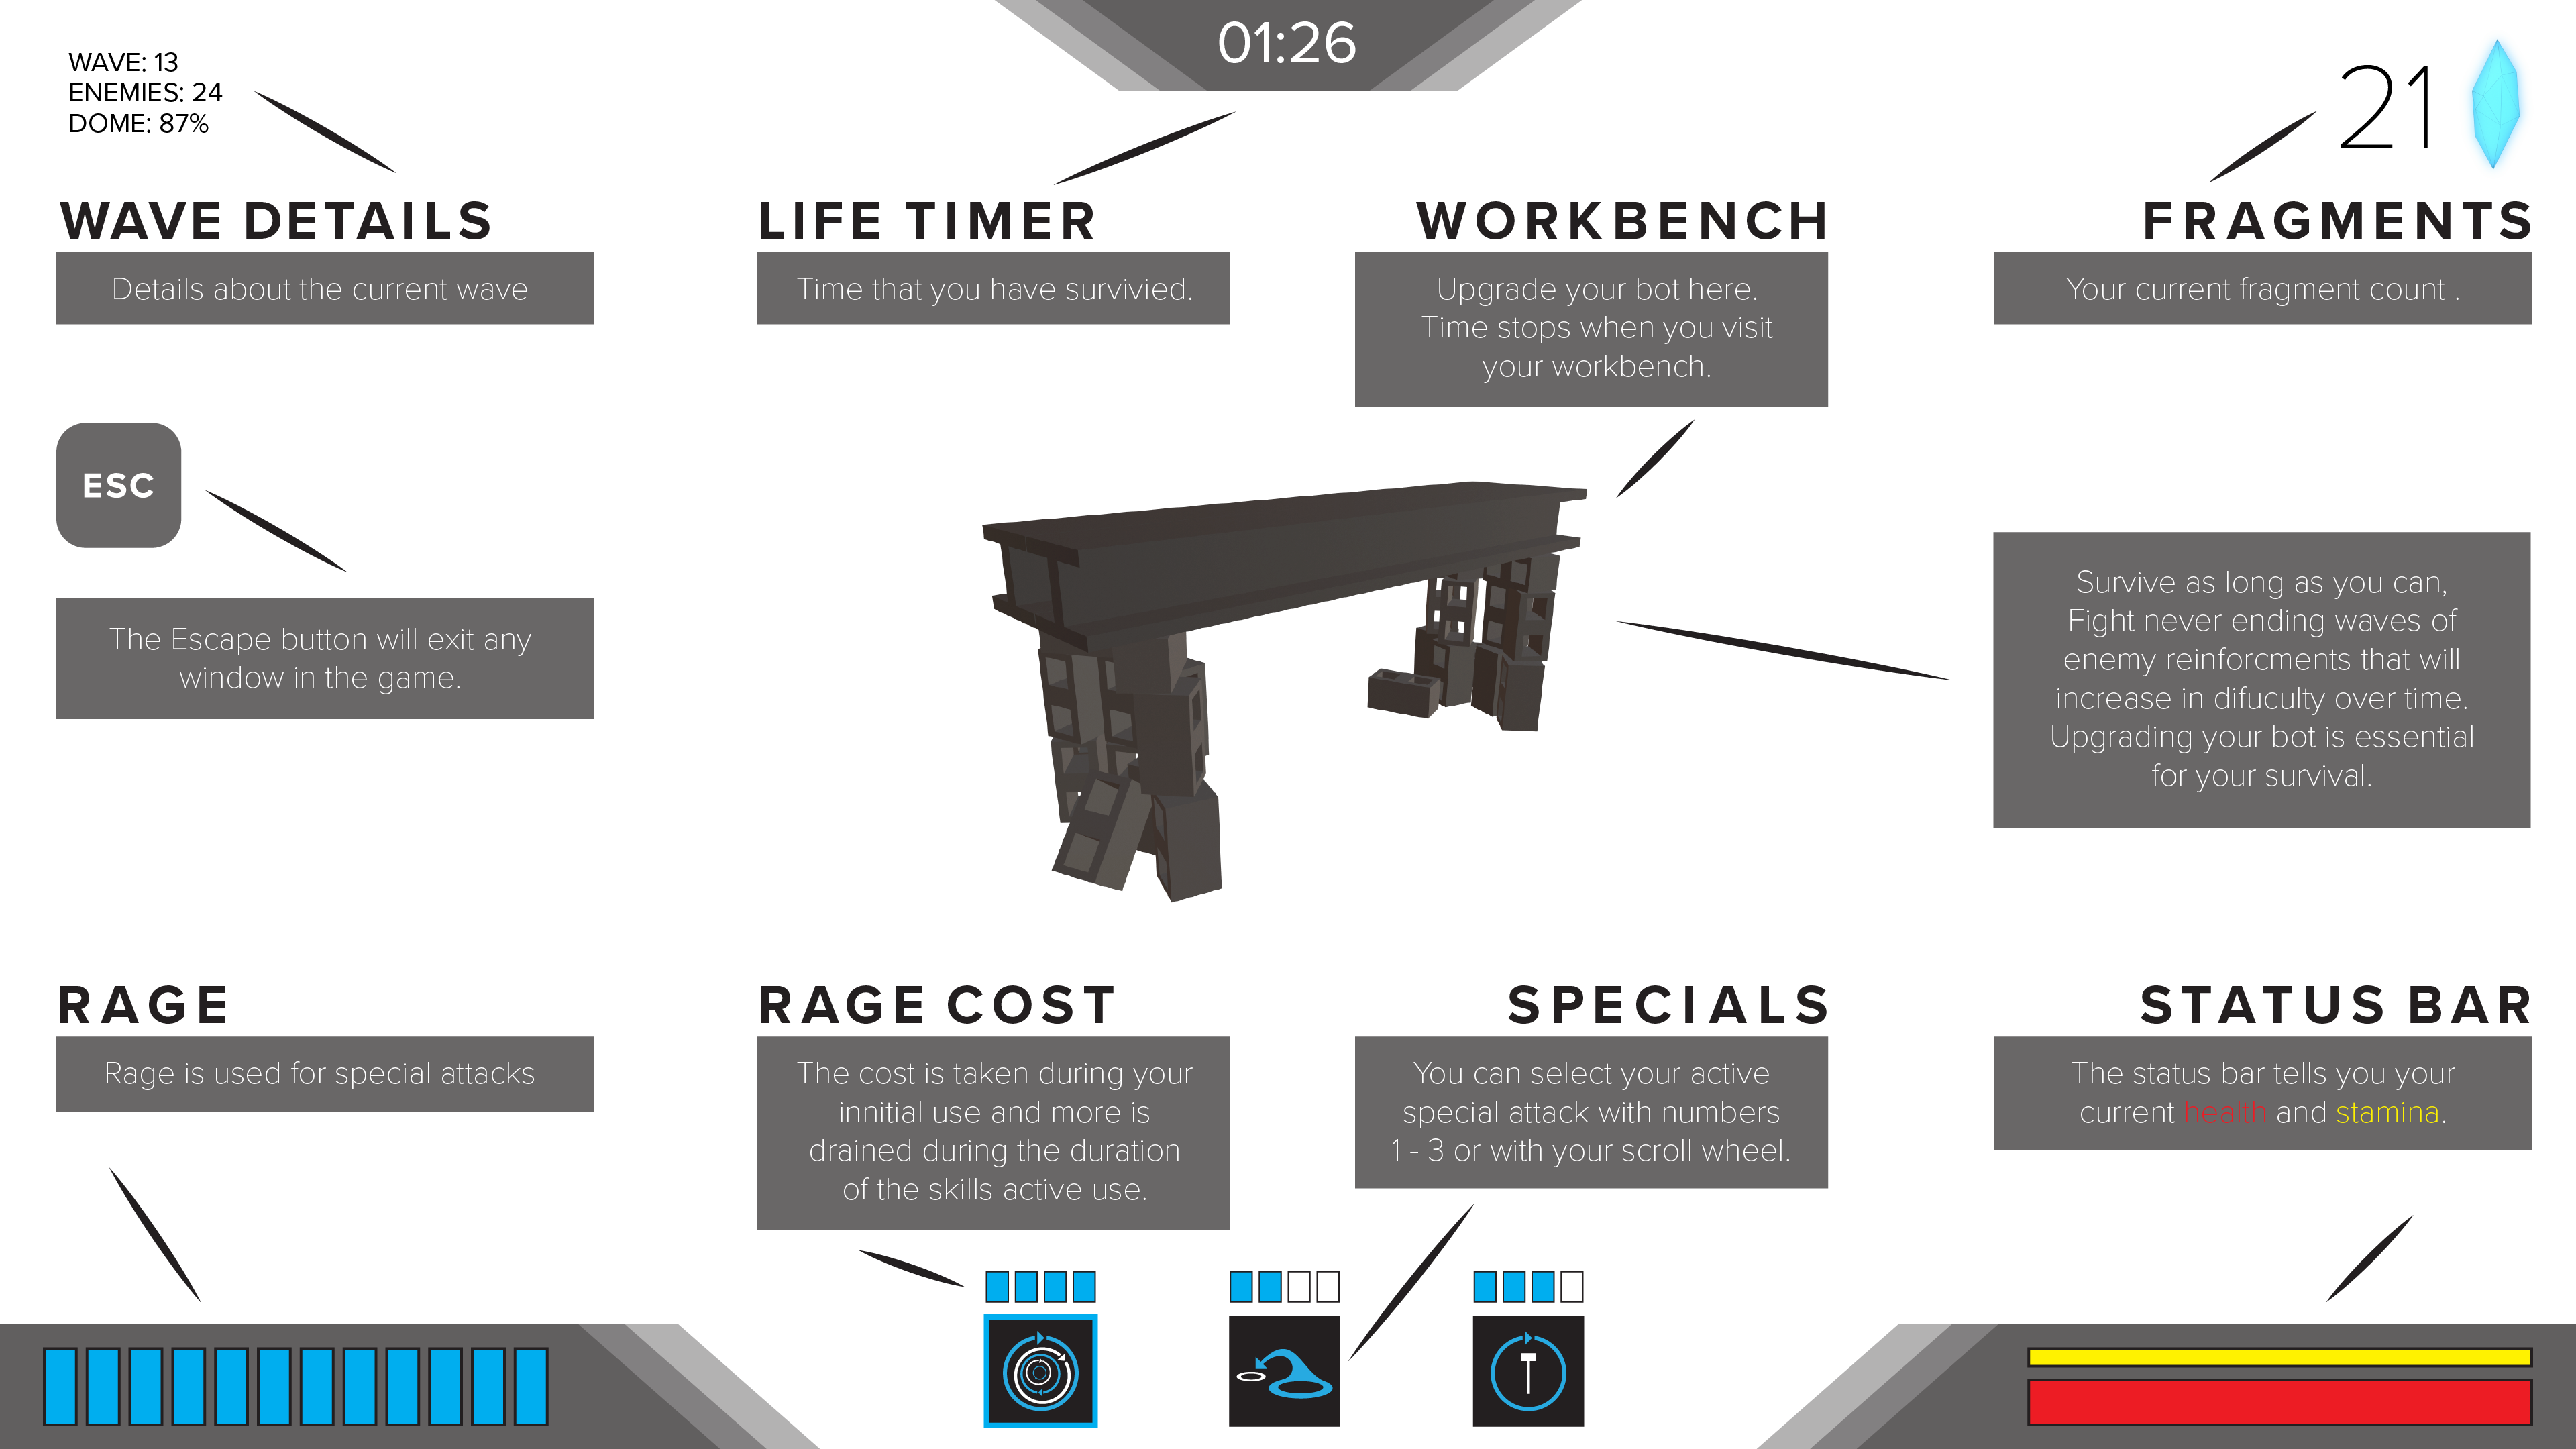 WAVE: 13
ENEMIES: 24
DOME: 87%
01:26
21
WAVE DETAILS
Details about the current wave
LIFE TIMER
Time that you have survivied.
WORKBENCH
Upgrade your bot here.
Time stops when you visit
your workbench.
FRAGMENTS
Your current fragment count .
ESC
The Escape button will exit any
window in the game.
Survive as long as you can,
Fight never ending waves of
enemy reinforcments that will
increase in difuculty over time.
Upgrading your bot is essential
for your survival.
RAGE
Rage is used for special attacks
RAGE COST
The cost is taken during your
innitial use and more is
drained during the duration
of the skills active use.
SPECIALS
You can select your active
special attack with numbers
1 - 3 or with your scroll wheel.
STATUS BAR
The status bar tells you your
current health and stamina.